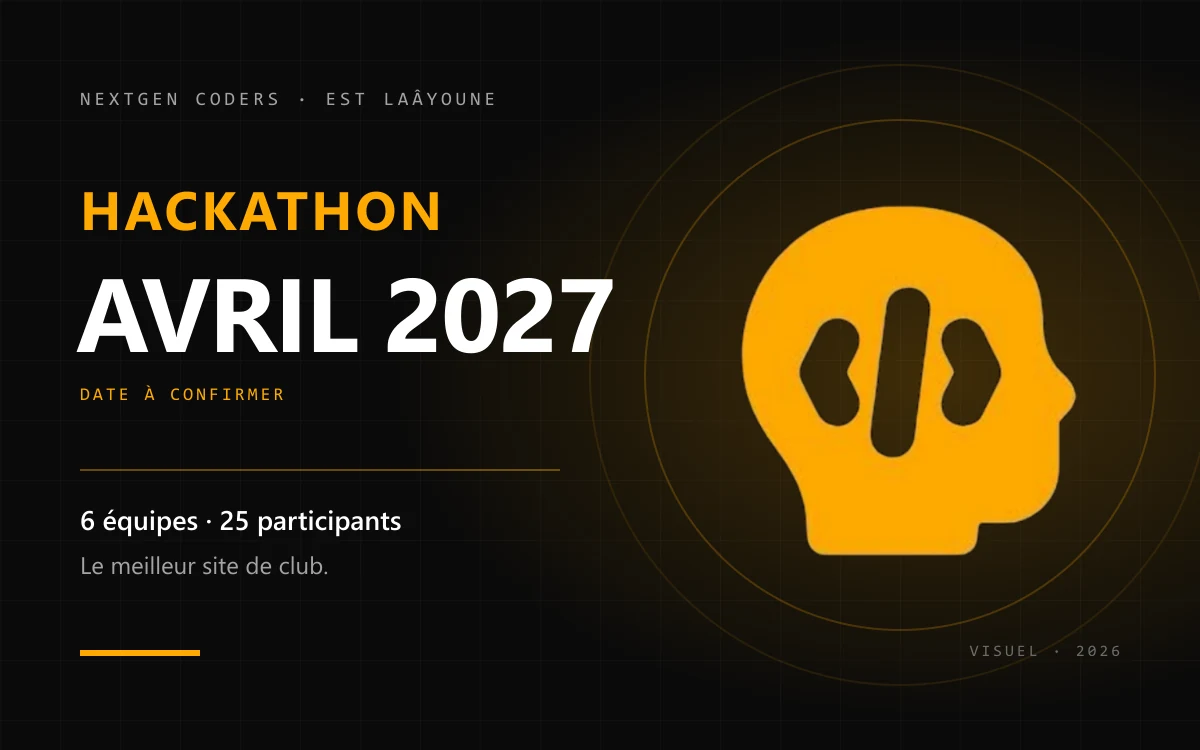 NEXTGEN CODERS · EST LAÂYOUNE
HACKATHON
AVRIL 2027
DATE À CONFIRMER
6 équipes · 25 participants
Le meilleur site de club.
VISUEL · 2026